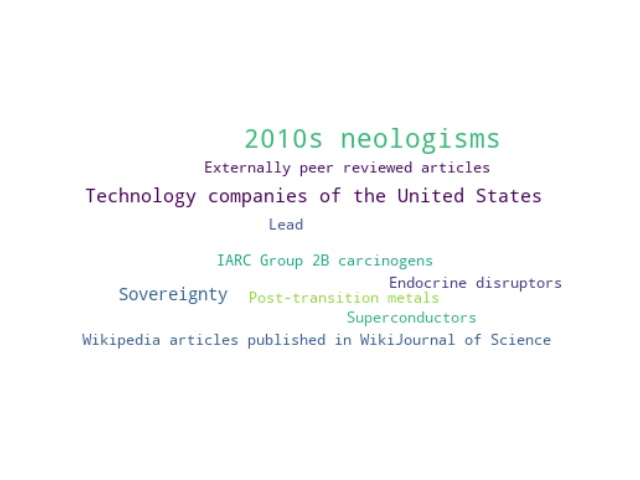 2010s neologisms
Externally peer reviewed articles
Technology companies of the United States
Lead
IARC Group 2B carcinogens
Endocrine disruptors
Sovereignty
Post-transition metals
Superconductors
Wikipedia articles published in WikiJournal of Science